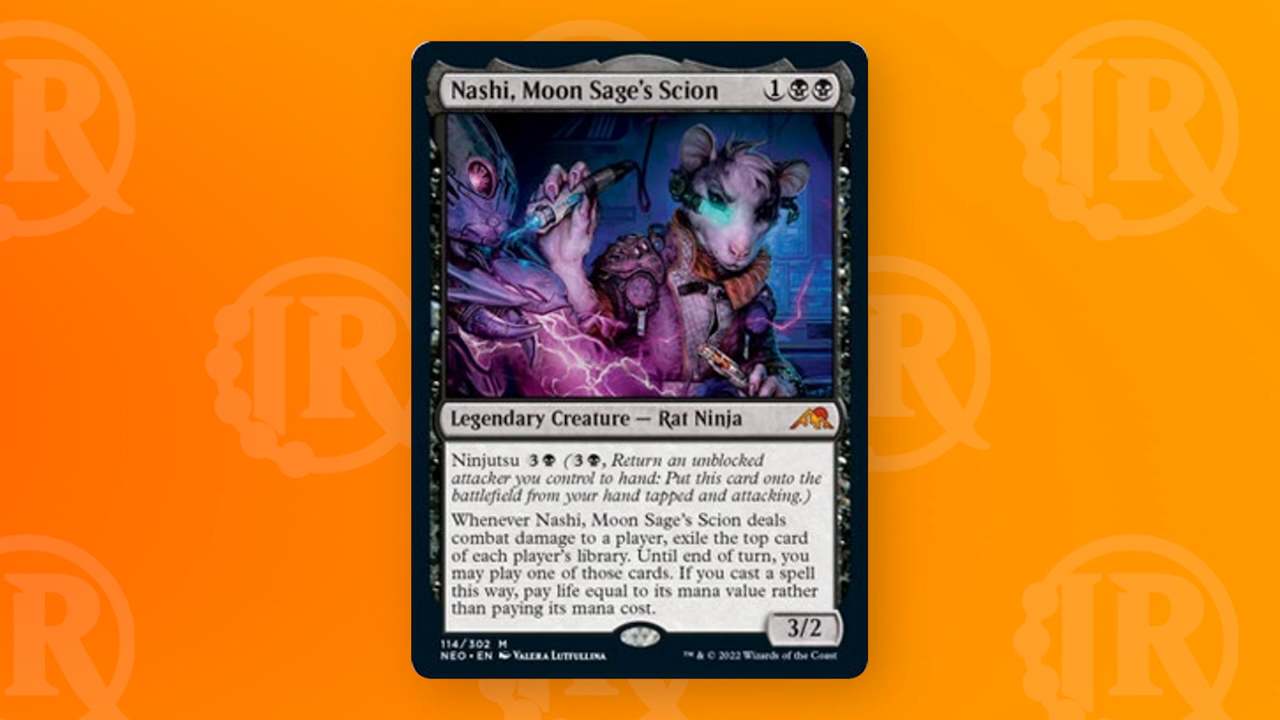 Nashi, Moon Sage's Scion 1
Legendary Creature — Rat Ninja
Ninjutsu 3 (3, Return an unblocked
attacker you control to hand: Put this card onto the
battlefield from your hand tapped and attacking.)
Whenever Nashi, Moon Sage's Scion deals
combat damage to a player, exile the top card
of each player's library. Until end of turn, you
may play one of those cards. If you cast a spell
this way, pay life equal to its mana value rather
than paying its mana cost.
3/2
114/302 M
NEO • EN Valera Lutfullina
™ & © 2022 Wizards of the Coast
R
R
R
R
R
R